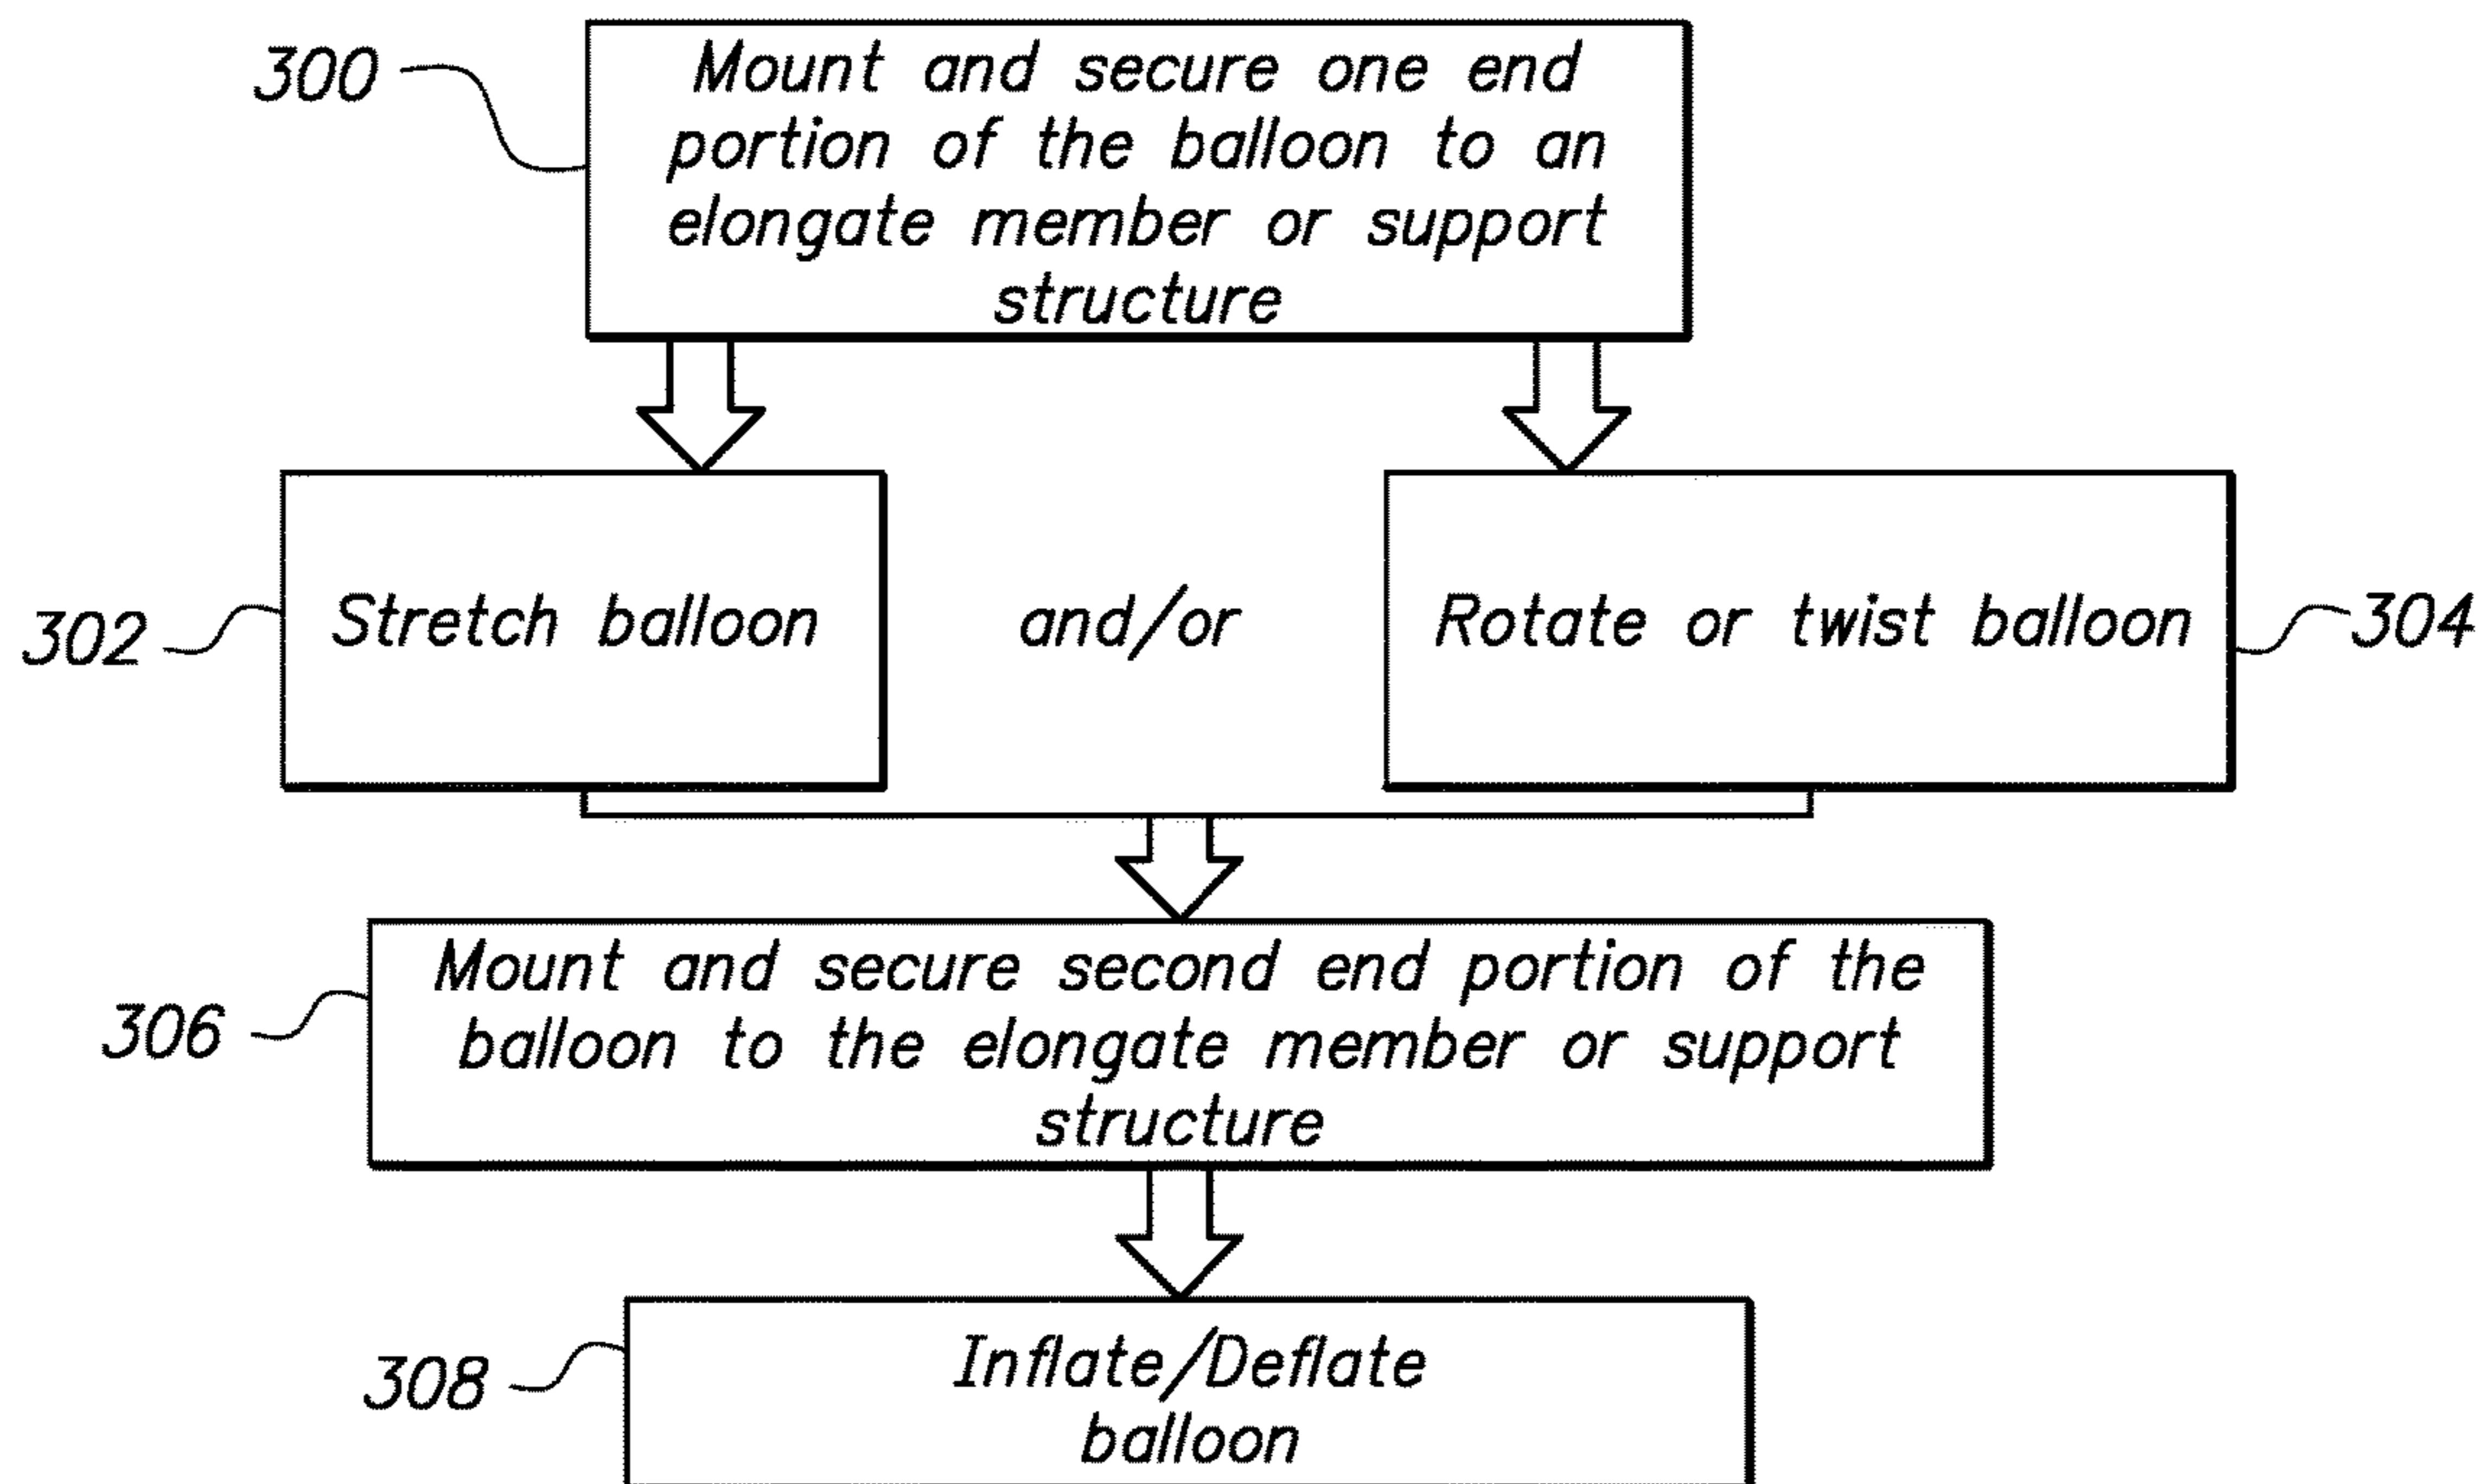 300
Mount and secure one end
portion of the balloon to an
elongate member or support
structure
302
Stretch balloon
and/or
Rotate or twist balloon
304
306
Mount and secure second end portion of the
balloon to the elongate member or support
structure
308
Inflate/Deflate
balloon